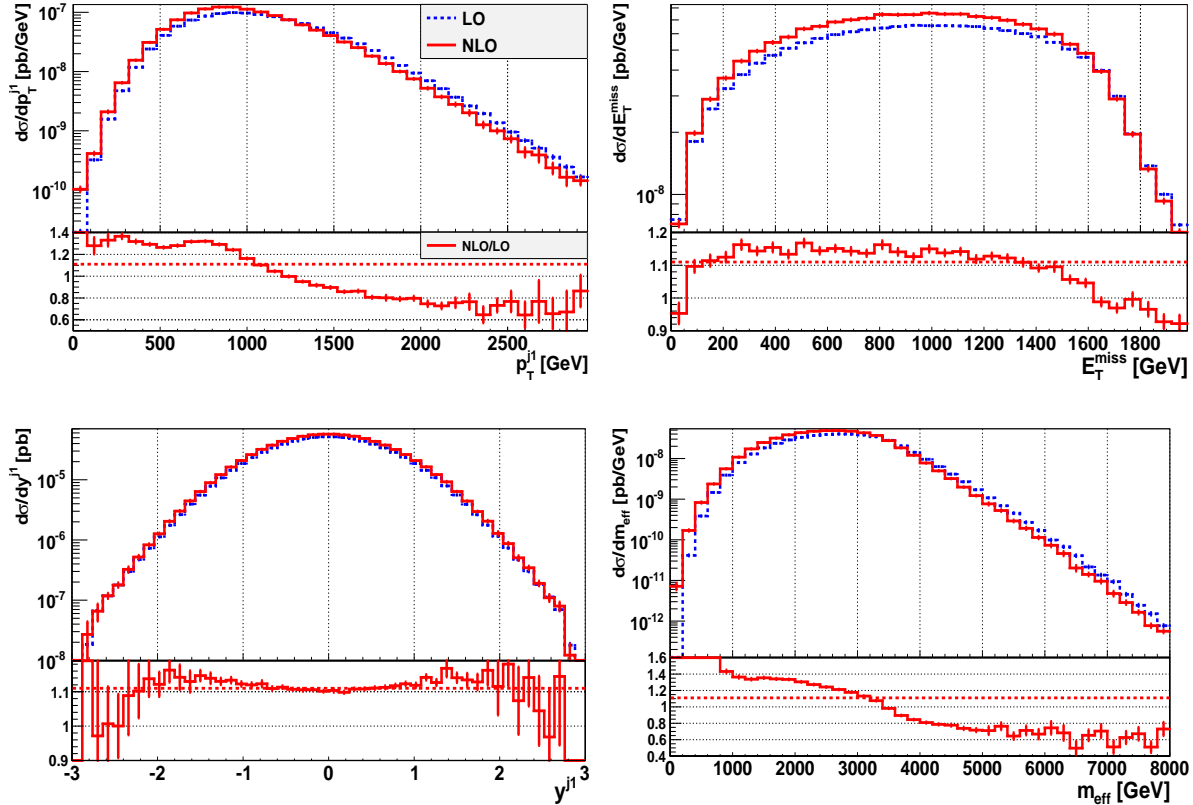 dσ/dp_T^j1 [pb/GeV]
10^-7
10^-8
10^-9
10^-10
LO
NLO
1.4
1.2
1
0.8
0.6
NLO/LO
0 500 1000 1500 2000 2500
p_T^j1 [GeV]
dσ/dE_T^miss [pb/GeV]
10^-8
1.2
1.1
1
0.9
0 200 400 600 800 1000 1200 1400 1600 1800
E_T^miss [GeV]
dσ/dy^j1 [pb]
10^-5
10^-6
10^-7
10^-8
1.1
1
0.9
-3 -2 -1 0 1 2 3
y^j1
dσ/dm_eff [pb/GeV]
10^-8
10^-9
10^-10
10^-11
10^-12
1.6
1.4
1.2
1
0.8
0.6
0.4
0 1000 2000 3000 4000 5000 6000 7000 8000
m_eff [GeV]